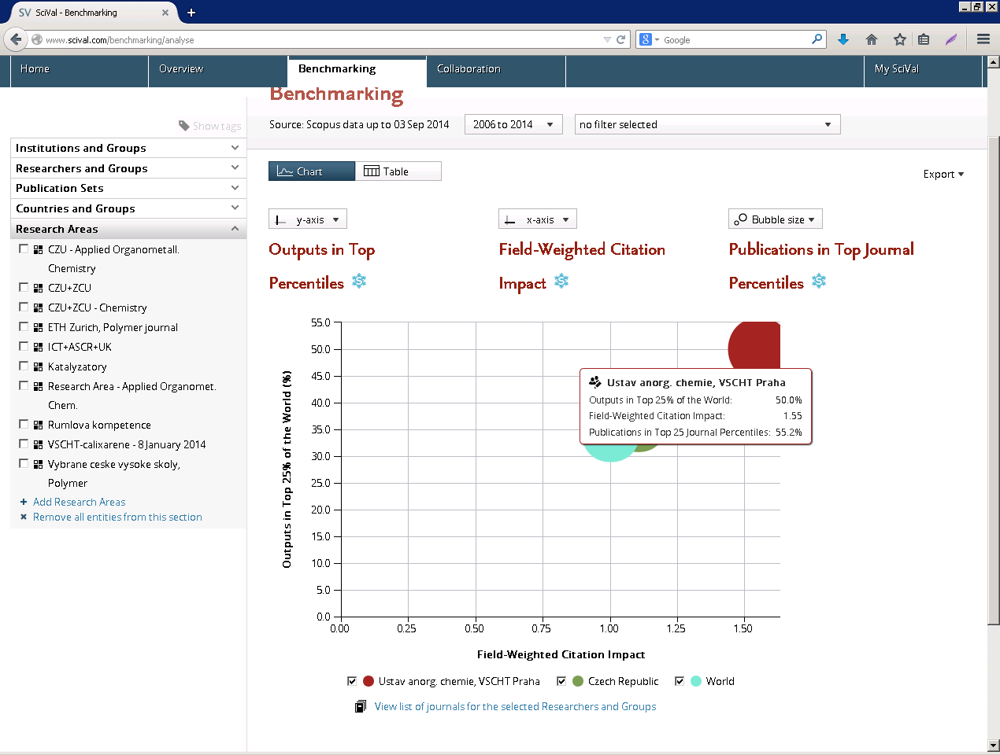 SV SciVal - Benchmarking
www.scival.com/benchmarking/analyse
Google
Home
Overview
Benchmarking
Collaboration
My SciVal
Benchmarking
Show tags
Source: Scopus data up to 03 Sep 2014
2006 to 2014
no filter selected
Institutions and Groups
Researchers and Groups
Publication Sets
Countries and Groups
Research Areas
CZU - Applied Organometall.
Chemistry
CZU+ZCU
CZU+ZCU - Chemistry
ETH Zurich, Polymer journal
ICT+ASCR+UK
Katalyzatory
Research Area - Applied Organomet.
Chem.
Rumlova kompetence
VSCHT-calixarene - 8 January 2014
Vybrane ceske vysoke skoly,
Polymer
Add Research Areas
Remove all entities from this section
Chart
Table
Export
y-axis
x-axis
Bubble size
Outputs in Top
Percentiles
Field-Weighted Citation
Impact
Publications in Top Journal
Percentiles
Outputs in Top 25% of the World (%)
55.0
50.0
45.0
40.0
35.0
30.0
25.0
20.0
15.0
10.0
5.0
0.0
Ustav anorg. chemie, VSCHT Praha
Outputs in Top 25% of the World: 50.0%
Field-Weighted Citation Impact: 1.55
Publications in Top 25 Journal Percentiles: 55.2%
0.00 0.25 0.50 0.75 1.00 1.25 1.50
Field-Weighted Citation Impact
Ustav anorg. chemie, VSCHT Praha
Czech Republic
World
View list of journals for the selected Researchers and Groups